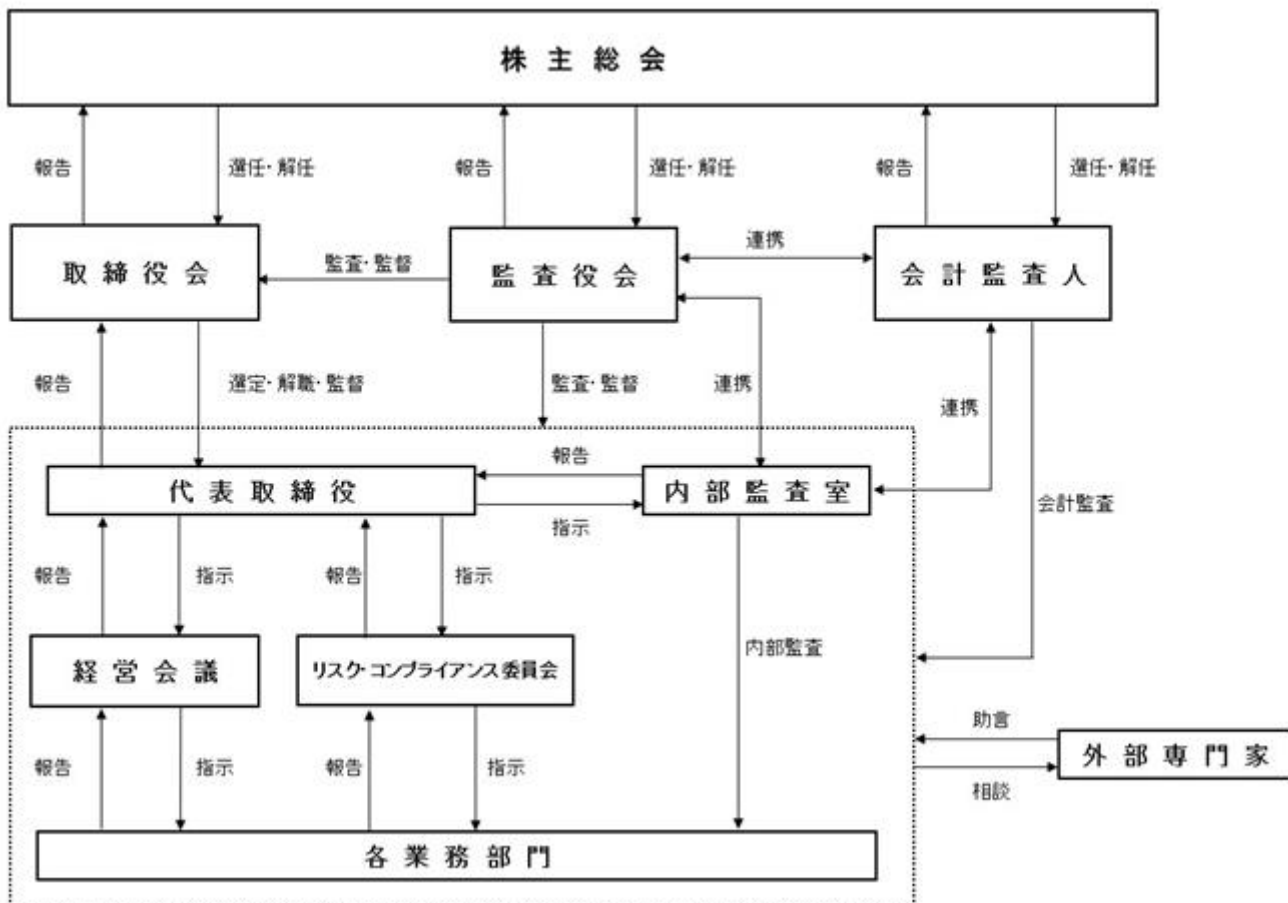 株主総会
報告
選任・解任
報告
選任・解任
報告
選任・解任
取締役会
監査・監督
監査役会
連携
会計監査人
報告
選定・解職・監督
監査・監督
連携
連携
報告
代表取締役
内部監査室
指示
会計監査
報告
指示
報告
指示
内部監査
経営会議
リスク・コンプライアンス委員会
助言
外部専門家
相談
報告
指示
報告
指示
各業務部門